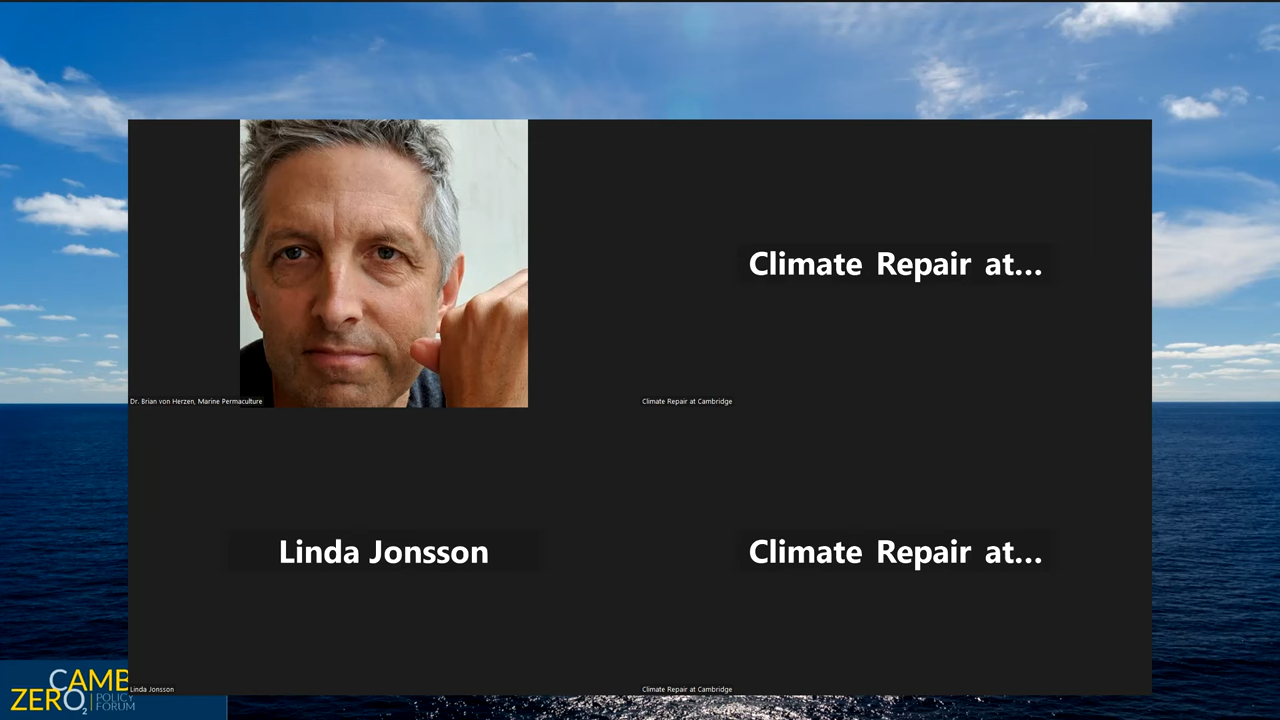 Climate Repair at...
Dr. Brian von Herzen, Marine Permaculture
Climate Repair at Cambridge
Linda Jonsson
Climate Repair at...
Linda Jonsson
Climate Repair at Cambridge
CAMB
ZERO2
POLICY
FORUM